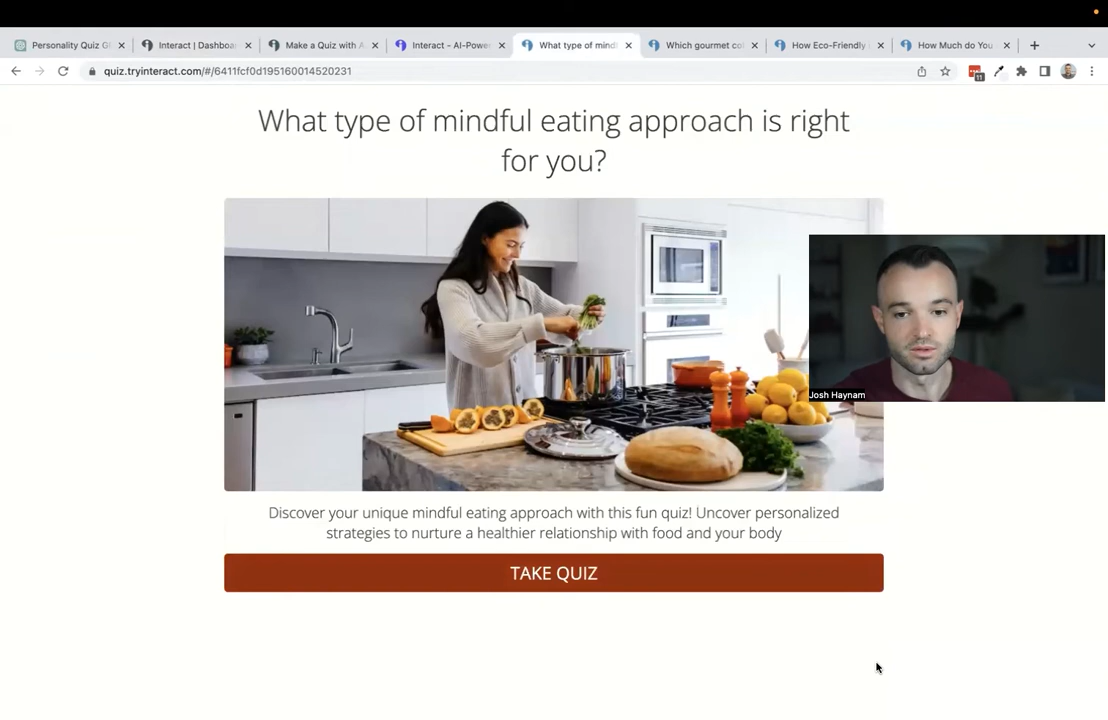 Personality Quiz G
Interact | Dashboa
Make a Quiz with A
Interact - AI-Powe
What type of mind
Which gourmet co
How Eco-Friendly
How Much do You
quiz.tryinteract.com/#/6411fcf0d195160014520231
11
What type of mindful eating approach is right
for you?
Josh Haynam
Discover your unique mindful eating approach with this fun quiz! Uncover personalized
strategies to nurture a healthier relationship with food and your body
TAKE QUIZ